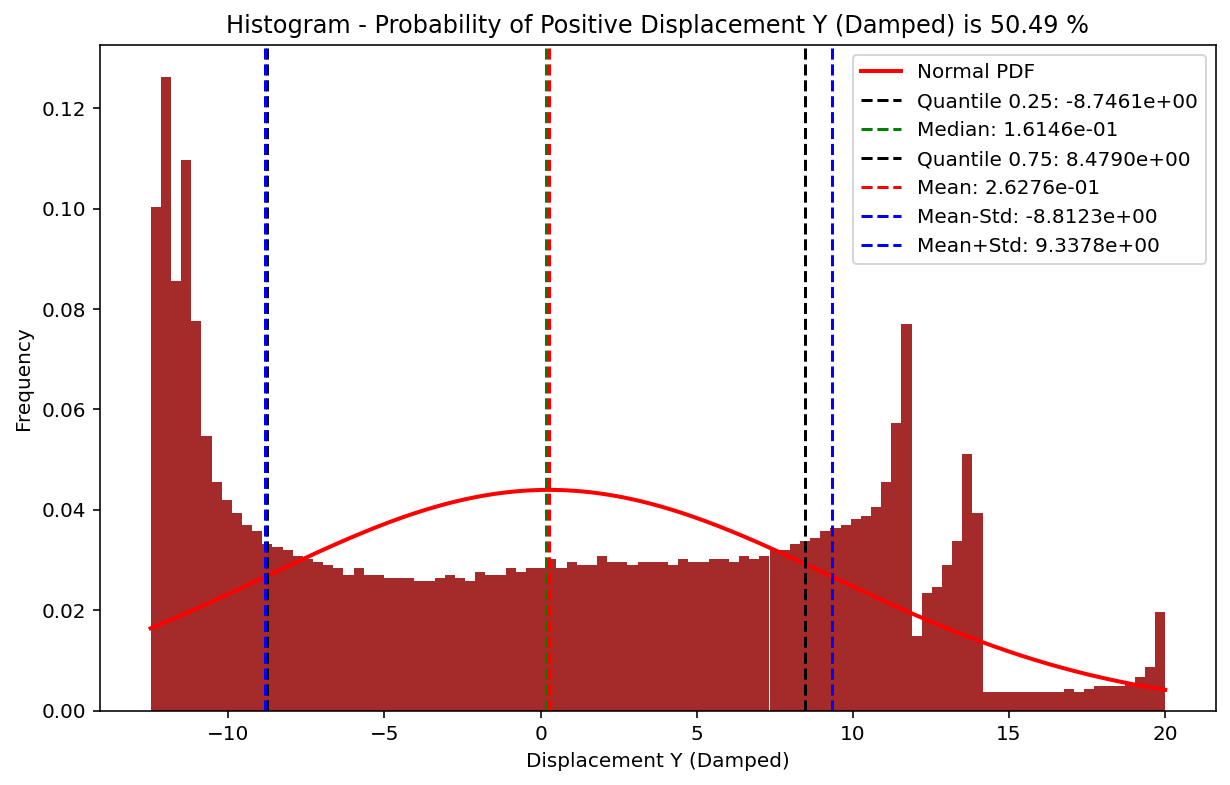 Histogram - Probability of Positive Displacement Y (Damped) is 50.49 %
Normal PDF
Quantile 0.25: -8.7461e+00
Median: 1.6146e-01
Quantile 0.75: 8.4790e+00
Mean: 2.6276e-01
Mean-Std: -8.8123e+00
Mean+Std: 9.3378e+00
Frequency
0.12
0.10
0.08
0.06
0.04
0.02
0.00
−10 −5 0 5 10 15 20
Displacement Y (Damped)